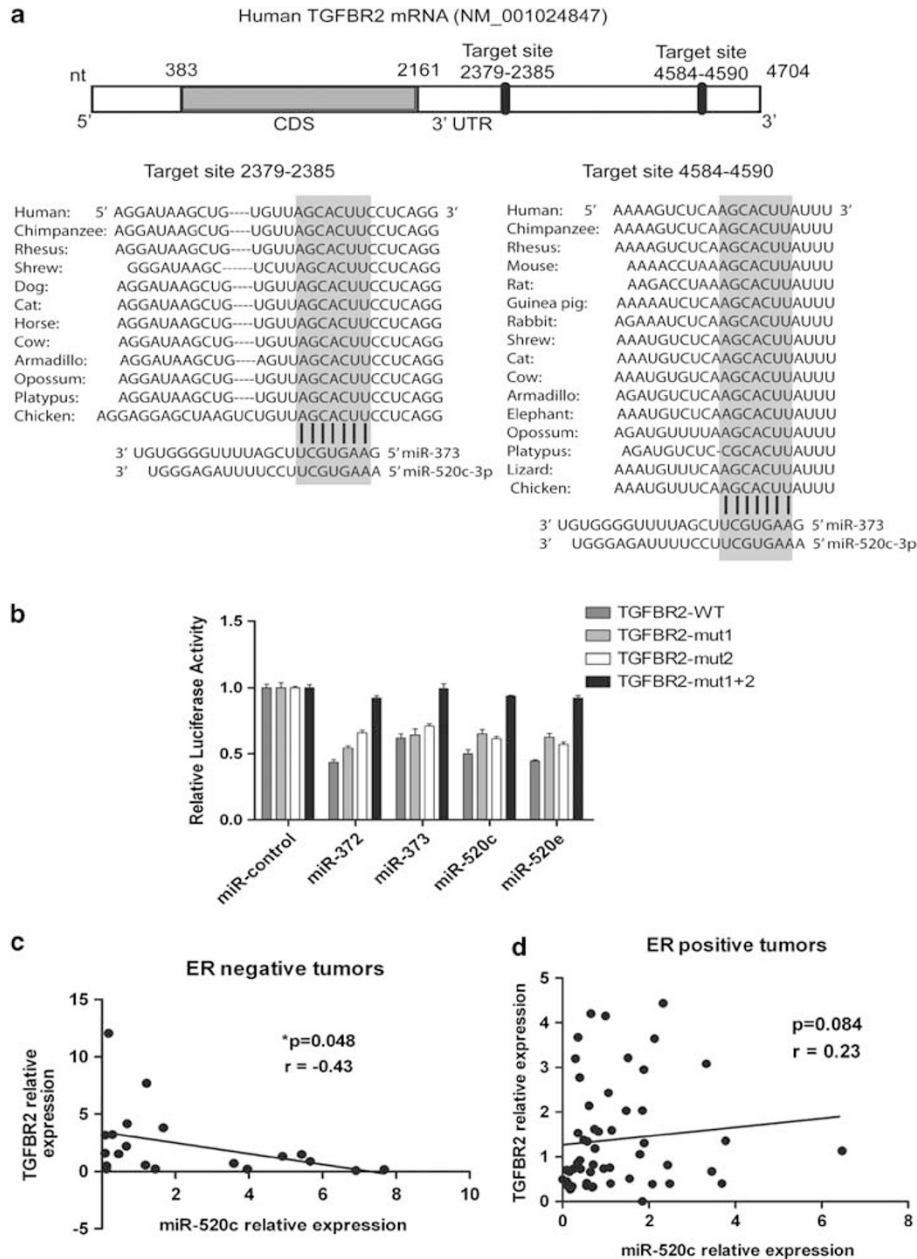 a
Human TGFBR2 mRNA (NM_001024847)
Target site Target site
nt 383 2161 2379-2385 4584-4590 4704
5' CDS 3' UTR 3'
Target site 2379-2385
Human: 5' AGGAUAAGCUG----UGUUAGCACUUCCUCAGG 3'
Chimpanzee: AGGAUAAGCUG----UGUUAGCACUUCCUCAGG
Rhesus: AGGAUAAGCUG----UGUUAGCACUUCCUCAGG
Shrew: GGGAUAAGC------UCUUAGCACUUCCUCAGG
Dog: AGGAUAAGCUG----UGUUAGCACUUCCUCAGG
Cat: AGGAUAAGCUG----UGUUAGCACUUCCUCAGG
Horse: AGGAUAAGCUG----UGUUAGCACUUCCUCAGG
Cow: AGGAUAAGCUG----UGUUAGCACUUCCUCAGG
Armadillo: AGGAUAAGCUG----AGUUAGCACUUCCUCAGG
Opossum: AGGAUAAGCUG----UGUUAGCACUUCCUCAGG
Platypus: AGGAUAAGCUG----UGUUAGCACUUCCUCAGG
Chicken: AGGAGGAGCUAAGUCUGUUAGCACUUCCUCAGG
3' UGUGGGGUUUUAGCUUCGUGAAG 5' miR-373
3' UGGGAGAUUUUCCUUCGUGAAA 5' miR-520c-3p
Target site 4584-4590
Human: 5' AAAAGUCUCAAGCACUUAUUU 3'
Chimpanzee: AAAAGUCUCAAGCACUUAUUU
Rhesus: AAAAGUCUCAAGCACUUAUUU
Mouse: AAAACCUAAAGCACUUAUUU
Rat: AAGACCUAAAGCACUUAUUU
Guinea pig: AAAAAUCUCAAGCACUUAUUU
Rabbit: AGAAAUCUCAAGCACUUAUUU
Shrew: AAAUGUCUCAAGCACUUAUUU
Cat: AAAUGUCUCAAGCACUUAUUU
Cow: AAAUGUGUCAAGCACUUAUUU
Armadillo: AGAUGUCUCAAGCACUUAUUU
Elephant: AAAUGUCUCAAGCACUUAUUU
Opossum: AGAUGUUUUAAGCACUUAUUU
Platypus: AGAUGUCUC-CGCACUUAUUU
Lizard: AAAUGUUUCAAGCACUUAUUU
Chicken: AAAUGUUUCAAGCACUUAUUU
3' UGUGGGGUUUUAGCUUCGUGAAG 5' miR-373
3' UGGGAGAUUUUCCUUCGUGAAA 5' miR-520c-3p
b
Relative Luciferase Activity
1.5
1.0
0.5
0.0
miR-control
miR-372
miR-373
miR-520c
miR-520e
TGFBR2-WT
TGFBR2-mut1
TGFBR2-mut2
TGFBR2-mut1+2
c
ER negative tumors
TGFBR2 relative
expression
15
10
5
0
-5
2 4 6 8 10
*p=0.048
r = -0.43
miR-520c relative expression
d
ER positive tumors
TGFBR2 relative expression
5
4
3
2
1
0
0 2 4 6 8
p=0.084
r = 0.23
miR-520c relative expression